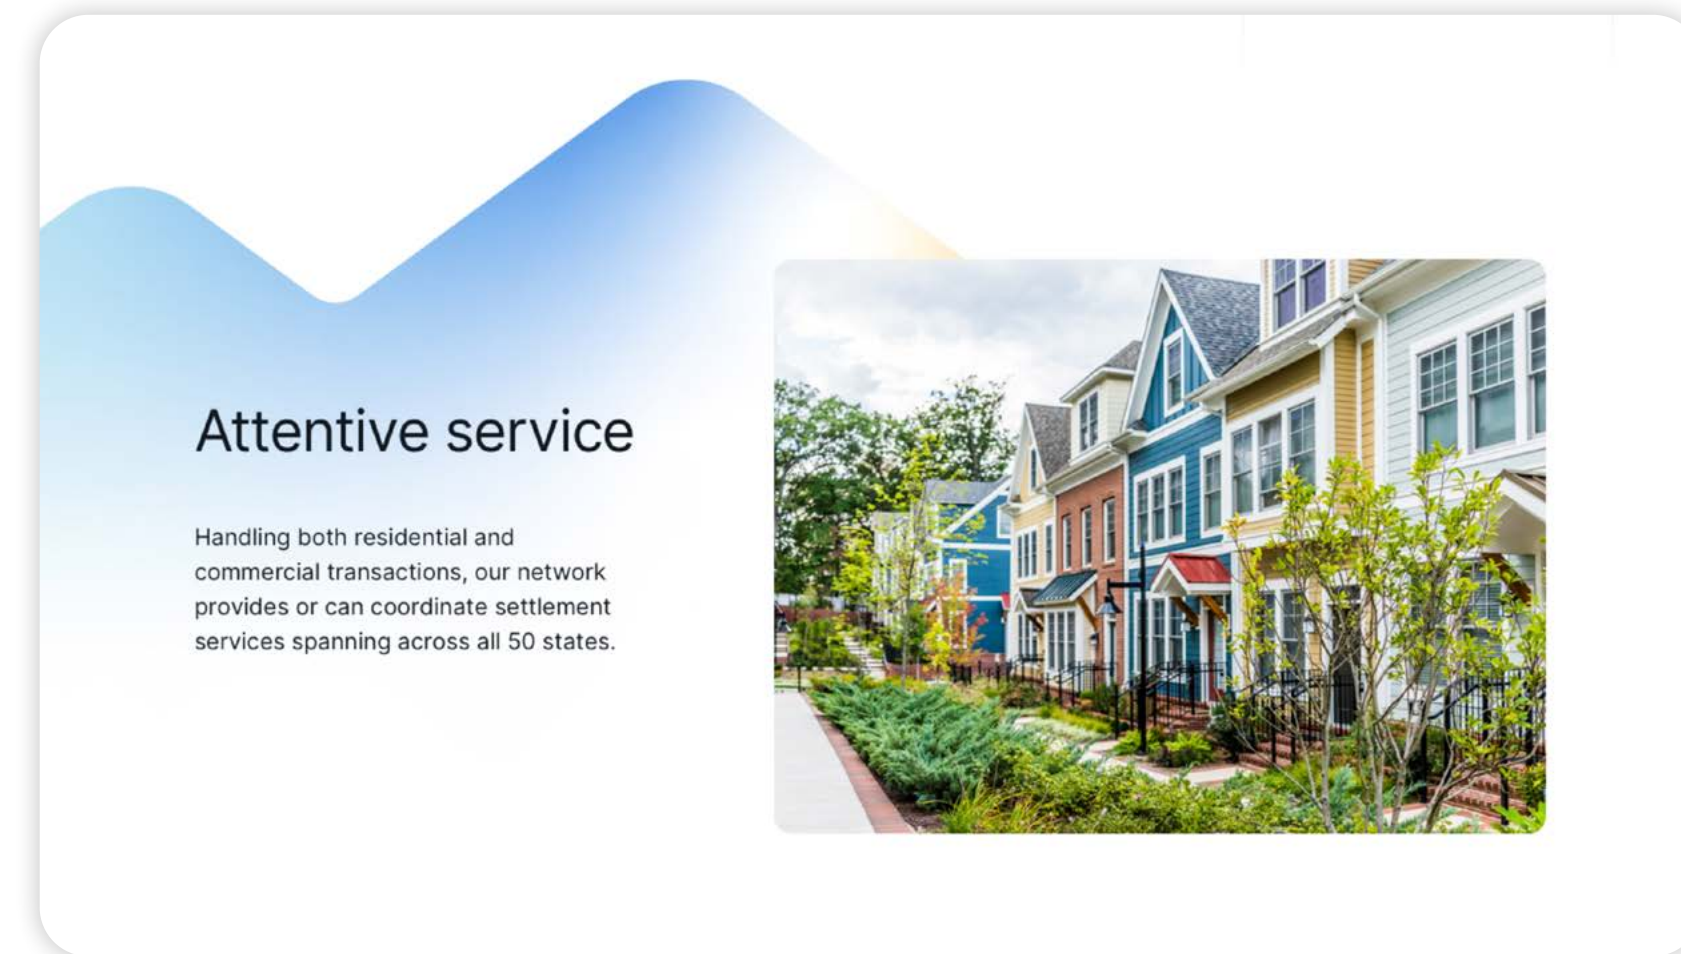 Attentive service
Handling both residential and
commercial transactions, our network
provides or can coordinate settlement
services spanning across all 50 states.